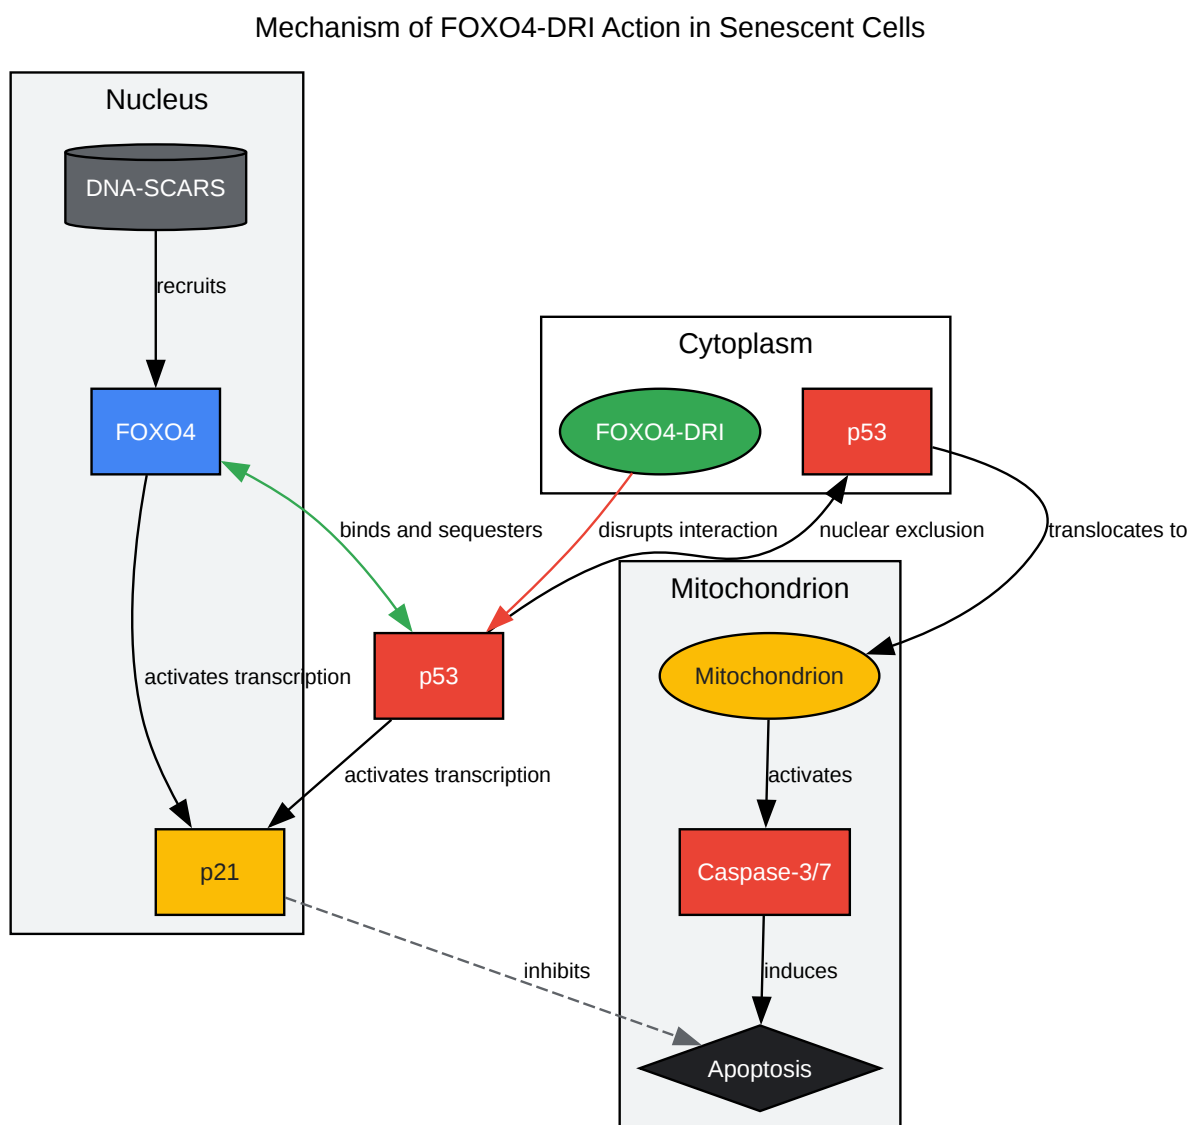 Mechanism of FOXO4-DRI Action in Senescent Cells
Nucleus
DNA-SCARS
recruits
Cytoplasm
FOXO4
FOXO4-DRI
p53
binds and sequesters
disrupts interaction
nuclear exclusion
translocates to
Mitochondrion
activates transcription
p53
Mitochondrion
activates transcription
activates
p21
Caspase-3/7
inhibits
induces
Apoptosis